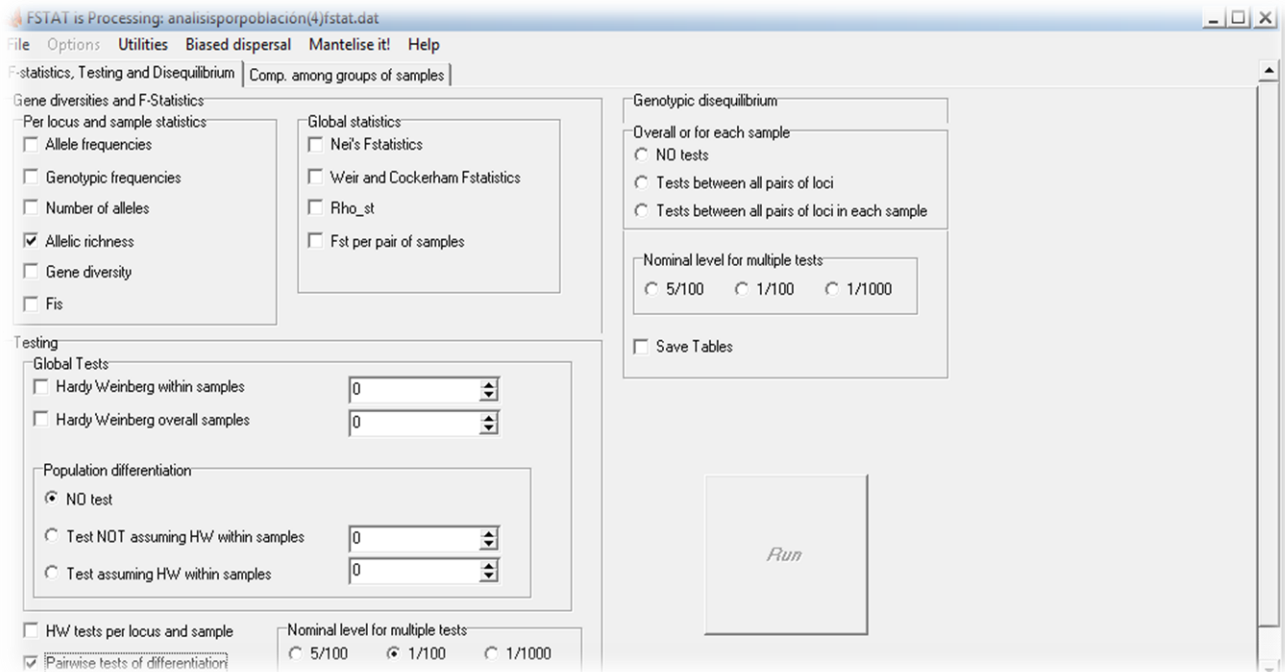 FSTAT is Processing: analisisporpoblación(4)fstat.dat
File Options Utilities Biased dispersal Mantelise it! Help
F-statistics, Testing and Disequilibrium Comp. among groups of samples
Gene diversities and F-Statistics
Per locus and sample statistics
Allele frequencies
Genotypic frequencies
Number of alleles
Allelic richness
Gene diversity
Fis
Global statistics
Nei's Fstatistics
Weir and Cockerham Fstatistics
Rho_st
Fst per pair of samples
Testing
Global Tests
Hardy Weinberg within samples 0
Hardy Weinberg overall samples 0
Population differentiation
NO test
Test NOT assuming HW within samples 0
Test assuming HW within samples 0
HW tests per locus and sample
Pairwise tests of differentiation
Nominal level for multiple tests
5/100 1/100 1/1000
Genotypic disequilibrium
Overall or for each sample
NO tests
Tests between all pairs of loci
Tests between all pairs of loci in each sample
Nominal level for multiple tests
5/100 1/100 1/1000
Save Tables
Run